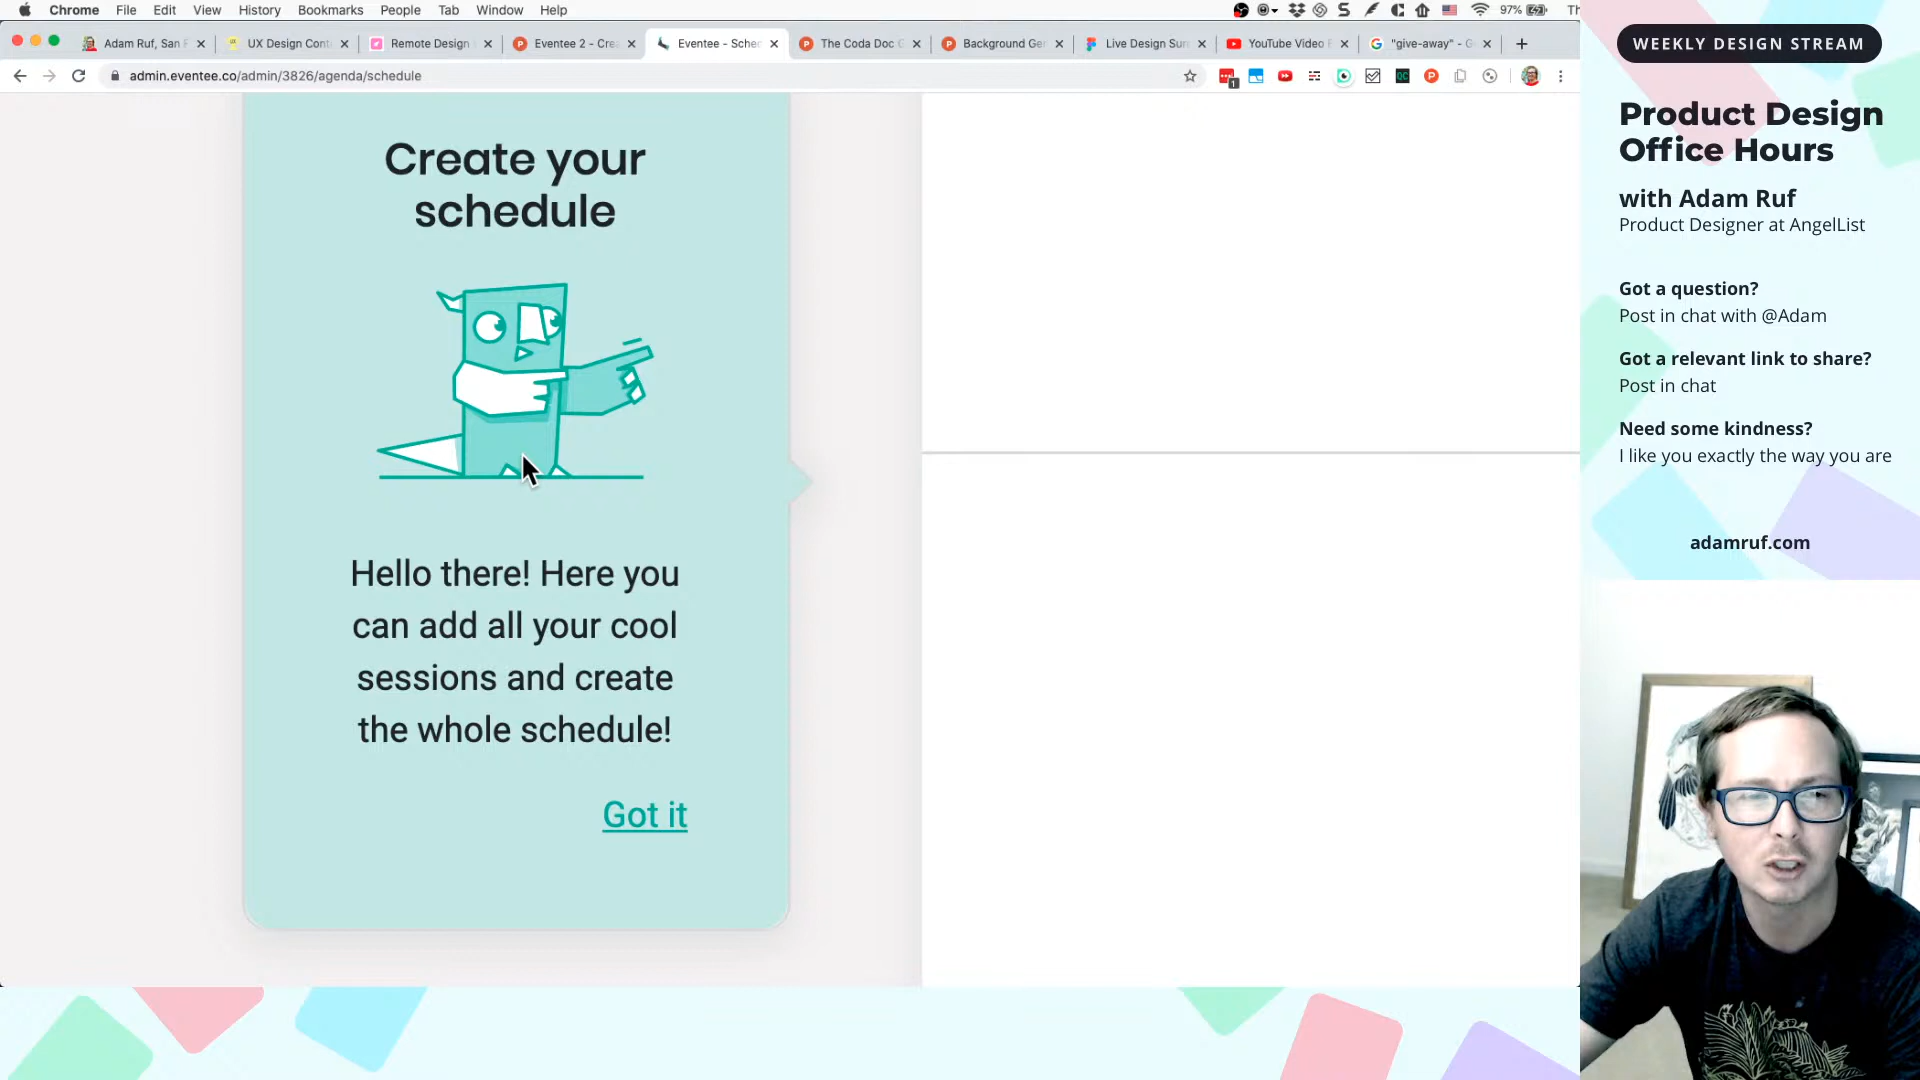 Chrome File Edit View History Bookmarks People Tab Window Help
97%
Adam Ruf, San F
UX Design Cont
Remote Design
Eventee 2 - Crea
Eventee - Sche
The Coda Doc G
Background Ge
Live Design Sur
YouTube Video
"give-away" - G
admin.eventee.co/admin/3826/agenda/schedule
Create your
schedule
Hello there! Here you
can add all your cool
sessions and create
the whole schedule!
Got it
WEEKLY DESIGN STREAM
Product Design
Office Hours
with Adam Ruf
Product Designer at AngelList
Got a question?
Post in chat with @Adam
Got a relevant link to share?
Post in chat
Need some kindness?
I like you exactly the way you are
adamruf.com